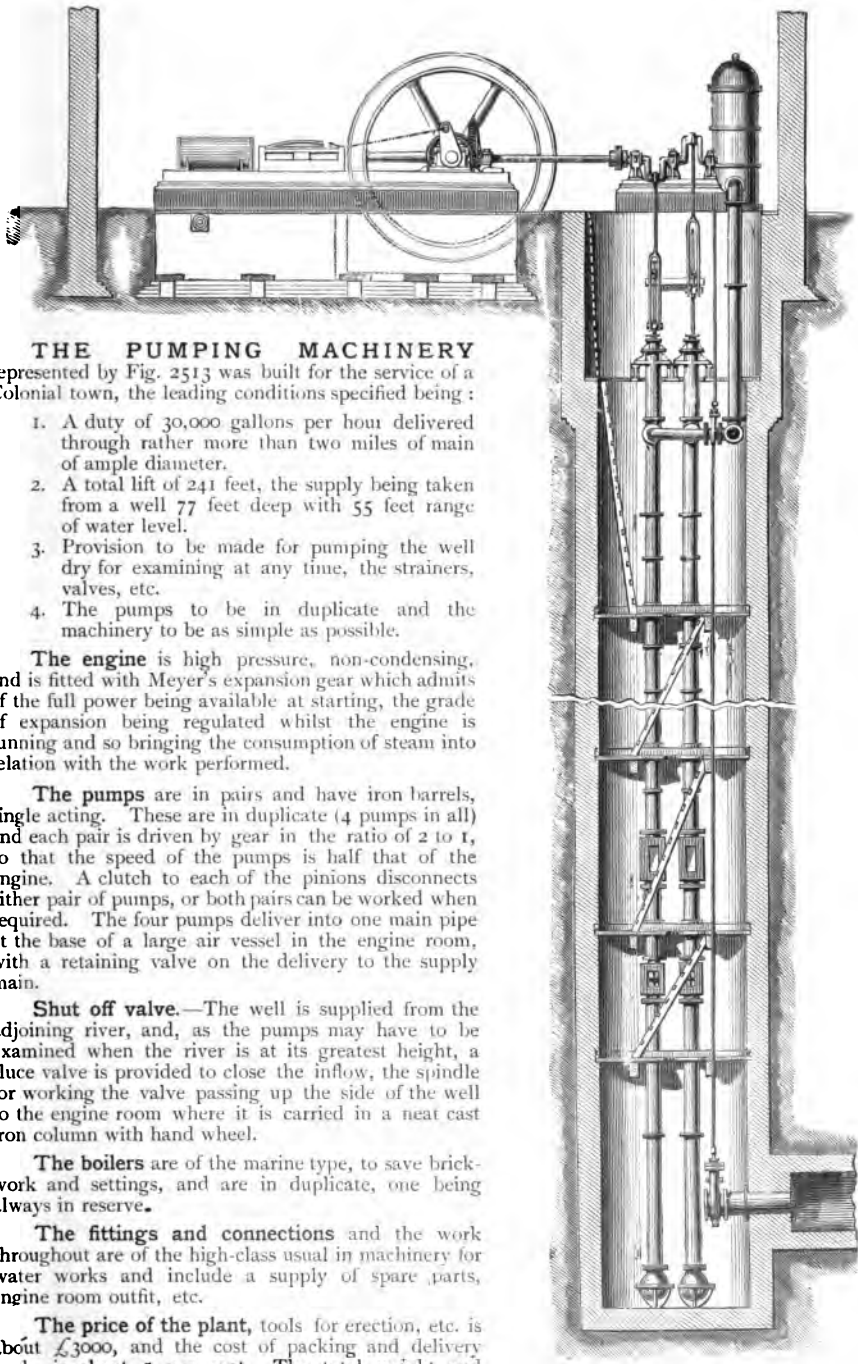 THE PUMPING MACHINERY
epresented by Fig. 2513 was built for the service of a
Colonial town, the leading conditions specified being :
1. A duty of 30,000 gallons per hour delivered
through rather more than two miles of main
of ample diameter.
2. A total lift of 241 feet, the supply being taken
from a well 77 feet deep with 55 feet range
of water level.
3. Provision to be made for pumping the well
dry for examining at any time, the strainers,
valves, etc.
4. The pumps to be in duplicate and the
machinery to be as simple as possible.
The engine is high pressure, non-condensing,
nd is fitted with Meyer's expansion gear which admits
f the full power being available at starting, the grade
f expansion being regulated whilst the engine is
unning and so bringing the consumption of steam into
elation with the work performed.
The pumps are in pairs and have iron barrels,
ingle acting. These are in duplicate (4 pumps in all)
nd each pair is driven by gear in the ratio of 2 to 1,
o that the speed of the pumps is half that of the
ngine. A clutch to each of the pinions disconnects
ither pair of pumps, or both pairs can be worked when
equired. The four pumps deliver into one main pipe
t the base of a large air vessel in the engine room,
vith a retaining valve on the delivery to the supply
nain.
Shut off valve.—The well is supplied from the
djoining river, and, as the pumps may have to be
xamined when the river is at its greatest height, a
luce valve is provided to close the inflow, the spindle
or working the valve passing up the side of the well
o the engine room where it is carried in a neat cast
ron column with hand wheel.
The boilers are of the marine type, to save brick-
vork and settings, and are in duplicate, one being
lways in reserve.
The fittings and connections and the work
hroughout are of the high-class usual in machinery for
vater works and include a supply of spare parts,
ngine room outfit, etc.
The price of the plant, tools for erection, etc. is
bout £3000, and the cost of packing and delivery